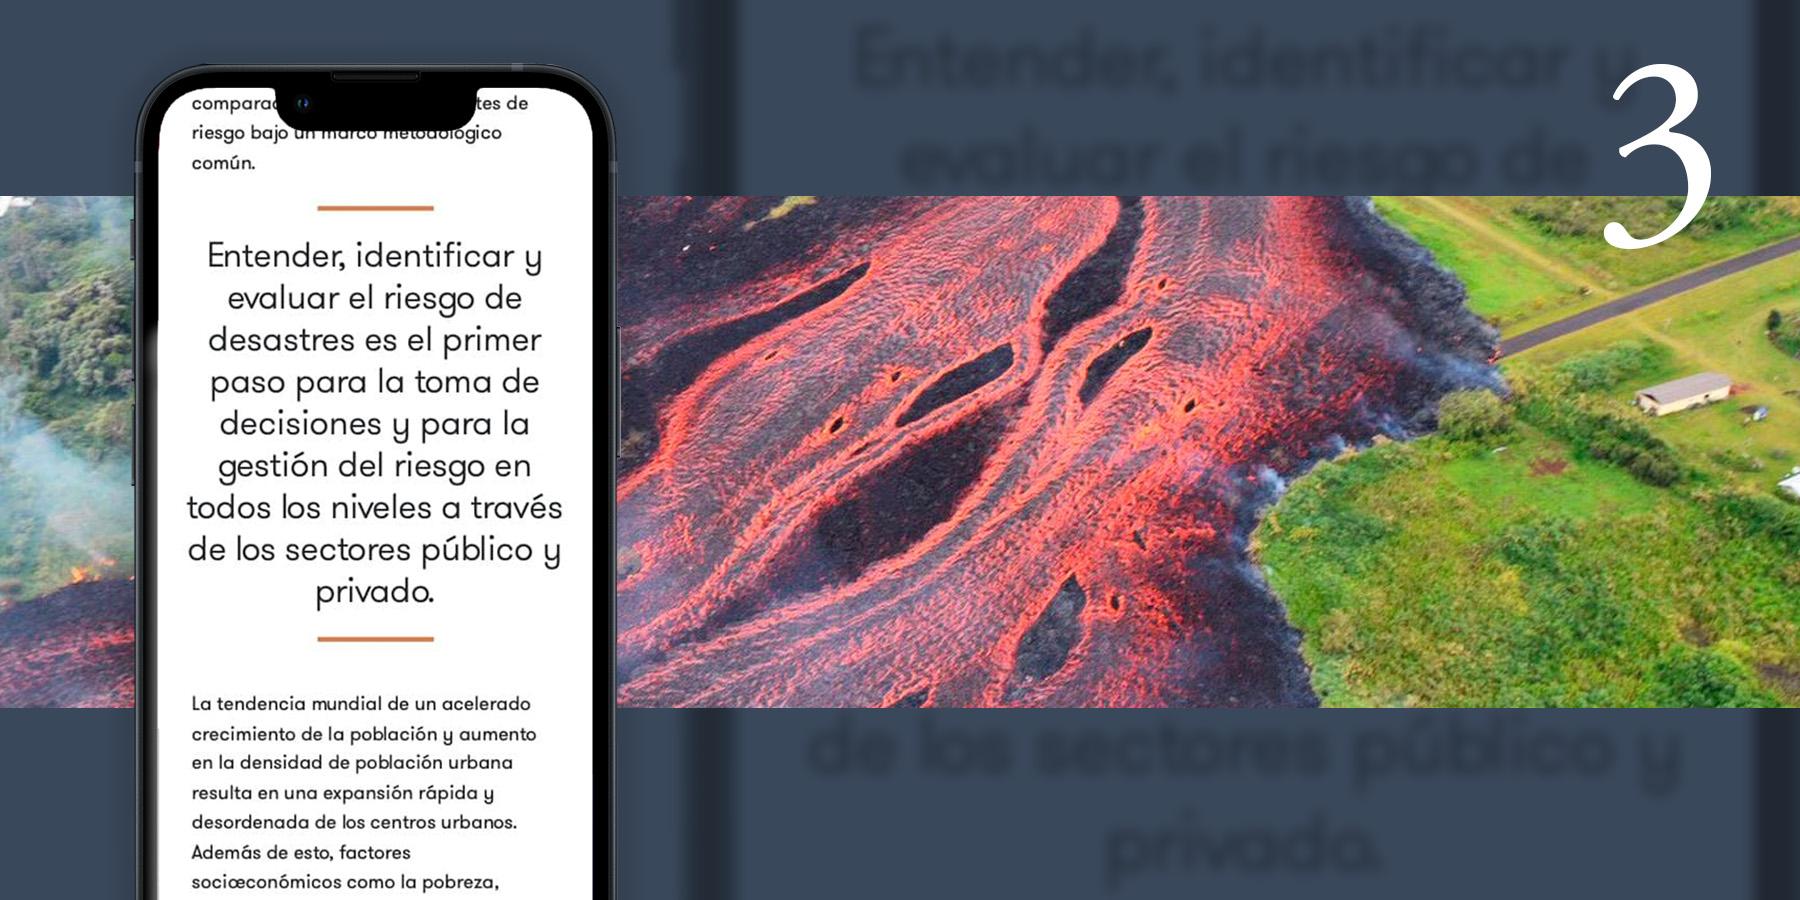 comparac tes de
riesgo bajo un marco metodológico
común.
Entender, identificar y
evaluar el riesgo de
desastres es el primer
paso para la toma de
decisiones y para la
gestión del riesgo en
todos los niveles a través
de los sectores público y
privado.
La tendencia mundial de un acelerado
crecimiento de la población y aumento
en la densidad de población urbana
resulta en una expansión rápida y
desordenada de los centros urbanos.
Además de esto, factores
socioeconómicos como la pobreza,
3
Entender, identificar y
evaluar el riesgo de
de los sectores público y
privado.